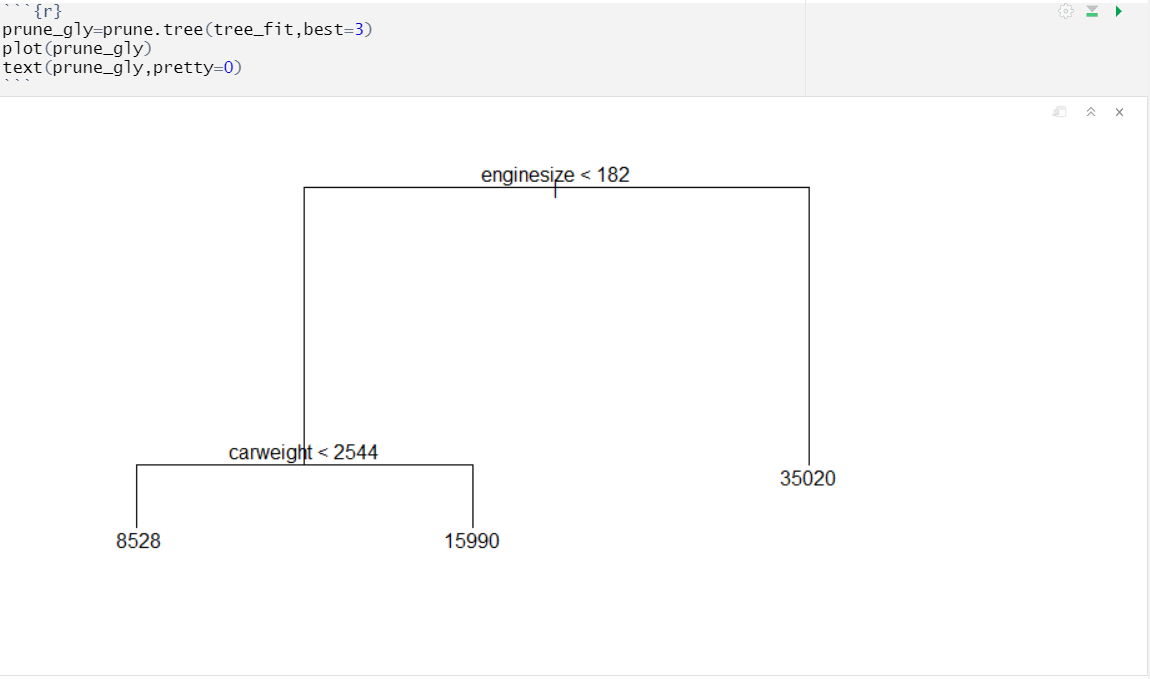 ```{r}
prune_gly=prune.tree(tree_fit,best=3)
plot(prune_gly)
text(prune_gly,pretty=0)
```
enginesize < 182
carweight < 2544
35020
8528
15990